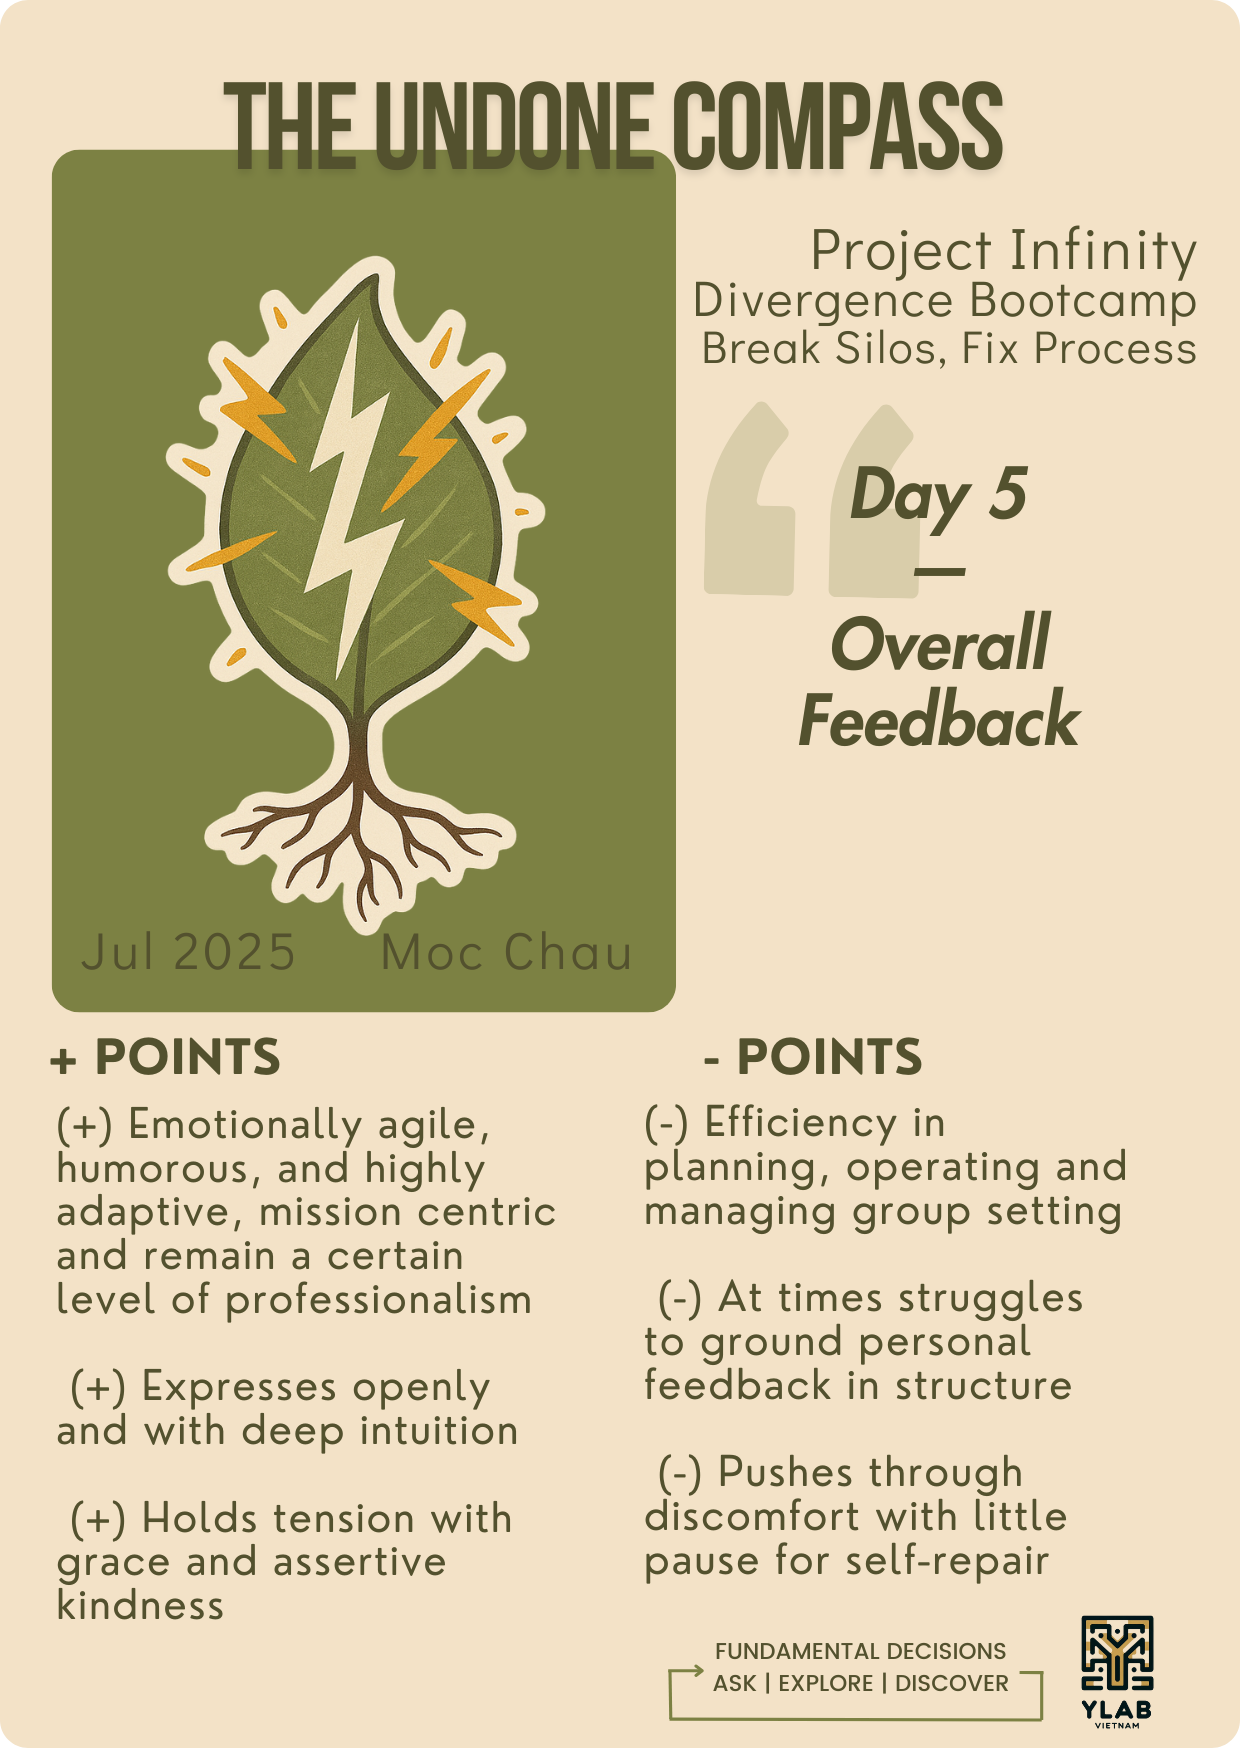 THE UNDONE COMPASS
Project Infinity
Divergence Bootcamp
Break Silos, Fix Process
Day 5
—
Overall
Feedback
Jul 2025 Moc Chau
+ POINTS
(+) Emotionally agile,
humorous, and highly
adaptive, mission centric
and remain a certain
level of professionalism
(+) Expresses openly
and with deep intuition
(+) Holds tension with
grace and assertive
kindness
- POINTS
(-) Efficiency in
planning, operating and
managing group setting
(-) At times struggles
to ground personal
feedback in structure
(-) Pushes through
discomfort with little
pause for self-repair
FUNDAMENTAL DECISIONS
ASK | EXPLORE | DISCOVER
YLAB
VIETNAM